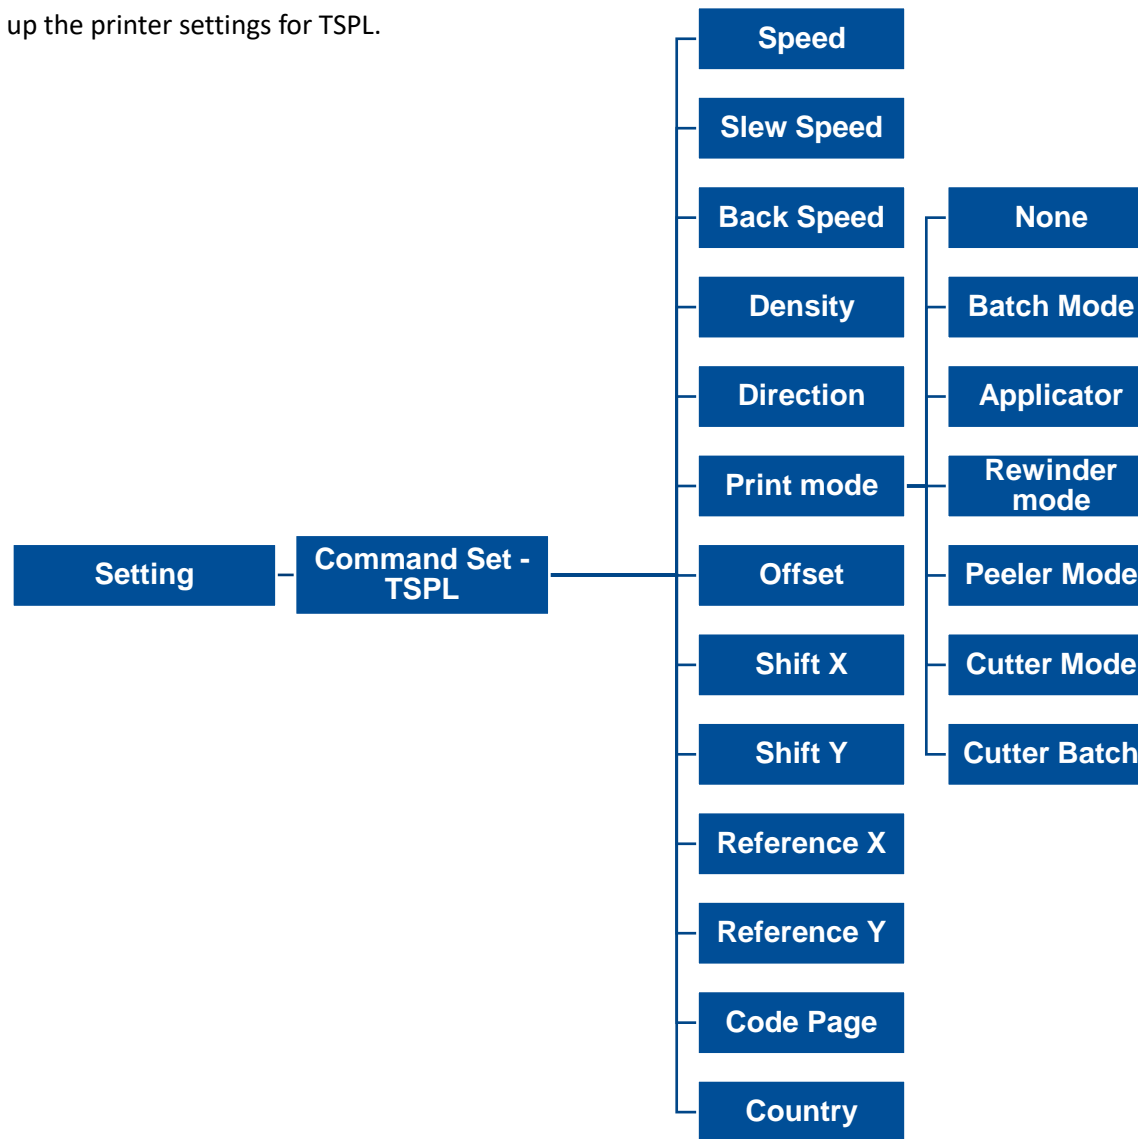 up the printer settings for TSPL.
Speed
Slew Speed
Back Speed
None
Density
Batch Mode
Direction
Applicator
Print mode
Rewinder
mode
Setting
Command Set -
TSPL
Offset
Peeler Mode
Shift X
Cutter Mode
Shift Y
Cutter Batch
Reference X
Reference Y
Code Page
Country